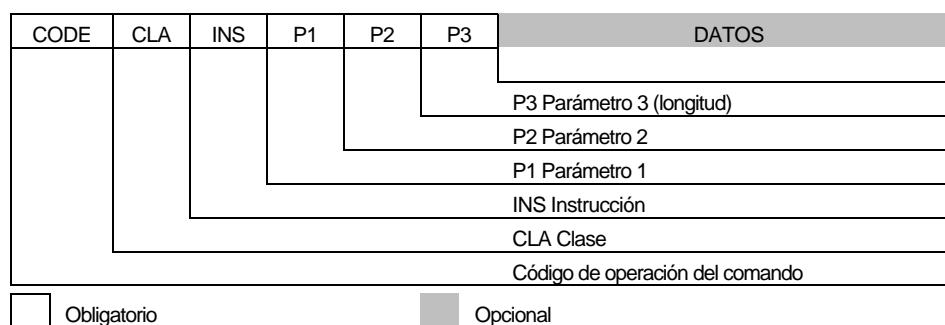 CODE CLA INS P1 P2 P3 DATOS
P3 Parámetro 3 (longitud)
P2 Parámetro 2
P1 Parámetro 1
INS Instrucción
CLA Clase
Código de operación del comando
Obligatorio Opcional